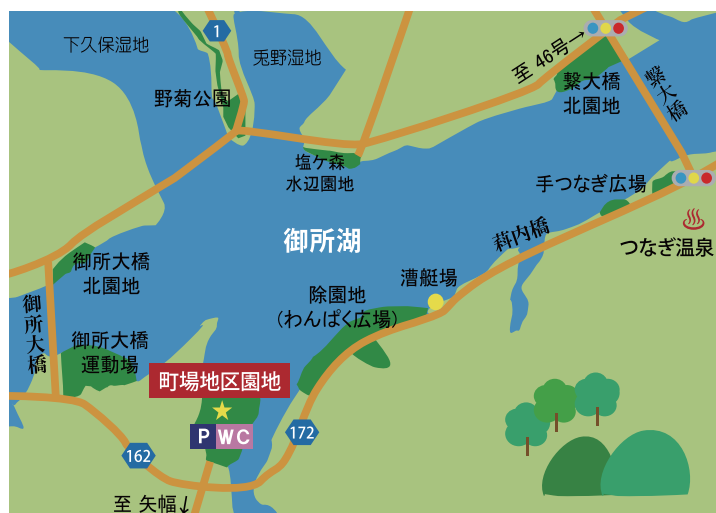 下久保湿地
1
兎野湿地
至 46号→
野菊公園
繋大橋
北園地
繋大橋
塩ケ森
水辺園地
手つなぎ広場
つなぎ温泉
御所湖
萪内橋
御所大橋
北園地
漕艇場
除園地
(わんぱく広場)
御所大橋
御所大橋
運動場
町場地区園地
P WC
172
162
至 矢幅↓